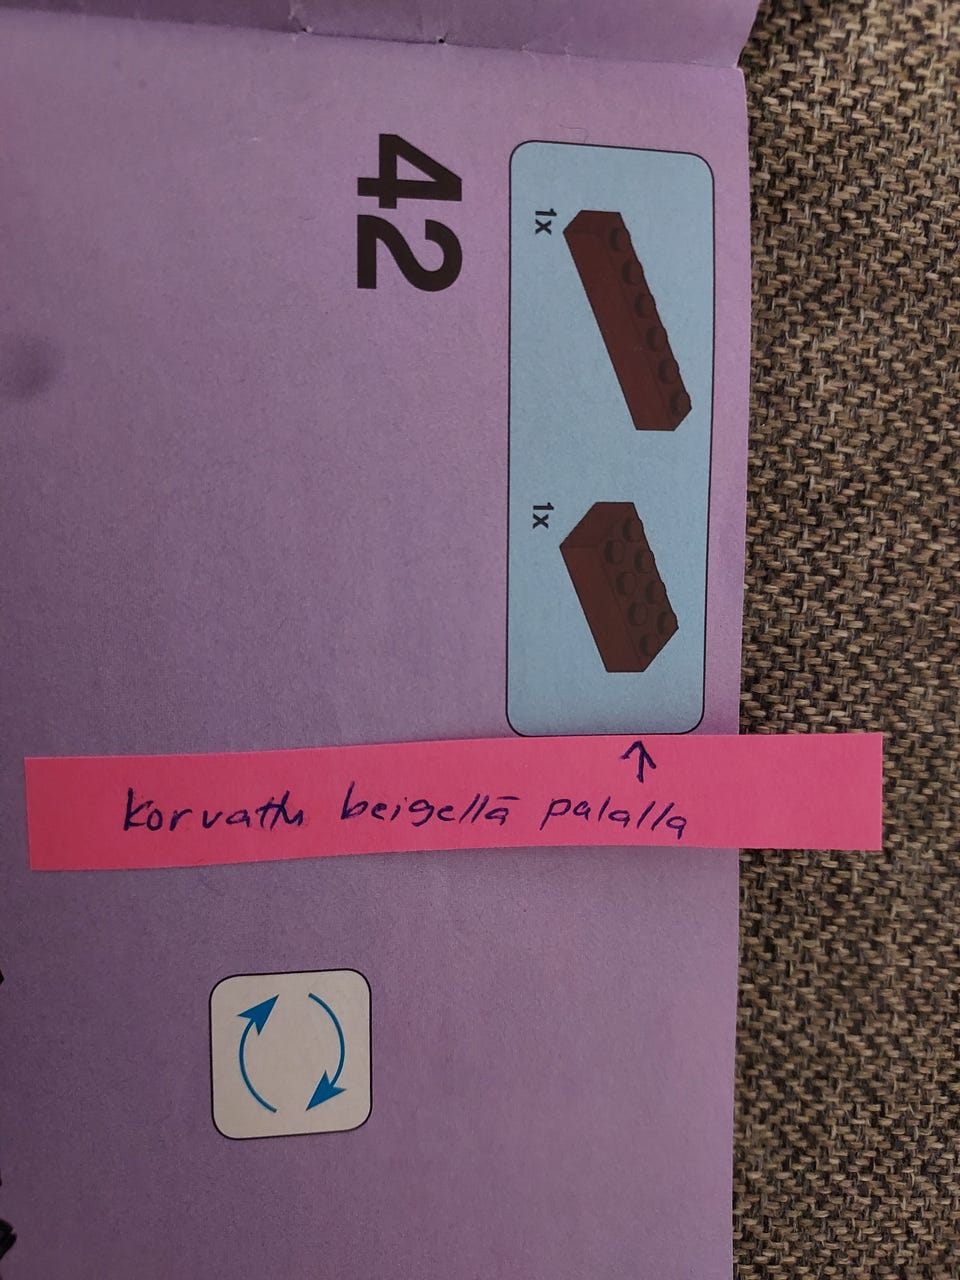 42
1x
1x
↑
Korvattu beigellä palalla